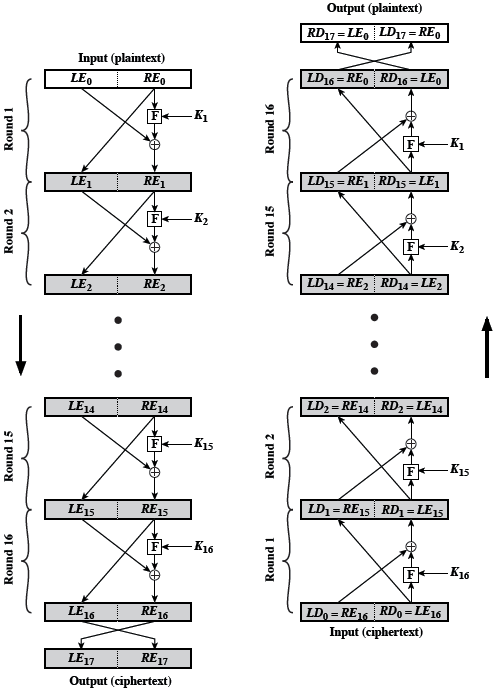 Input (plaintext)
LE0 RE0
Round 1
F K1
LE1 RE1
Round 2
F K2
LE2 RE2
LE14 RE14
Round 15
F K15
LE15 RE15
Round 16
F K16
LE16 RE16
LE17 RE17
Output (ciphertext)
Output (plaintext)
RD17 = LE0 LD17 = RE0
LD16 = RE0 RD16 = LE0
Round 16
F K1
LD15 = RE1 RD15 = LE1
Round 15
F K2
LD14 = RE2 RD14 = LE2
LD2 = RE14 RD2 = LE14
Round 2
F K15
LD1 = RE15 RD1 = LE15
Round 1
F K16
LD0 = RE16 RD0 = LE16
Input (ciphertext)